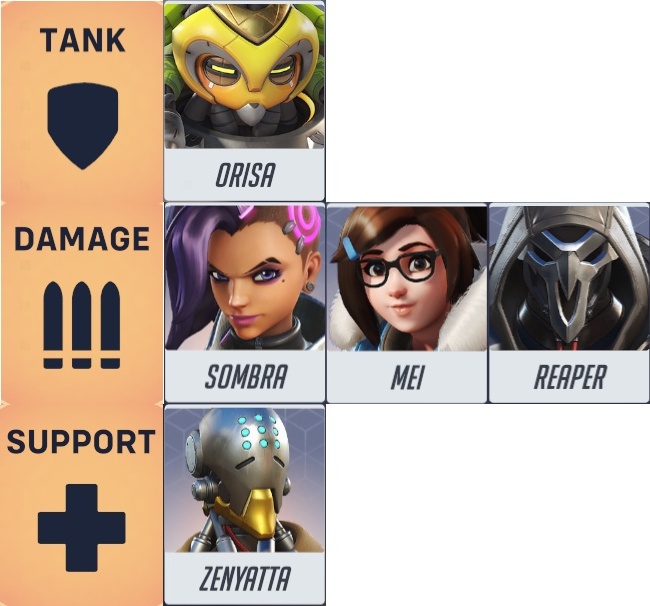 TANK
ORISA
DAMAGE
SOMBRA
MEI
REAPER
SUPPORT
ZENYATTA